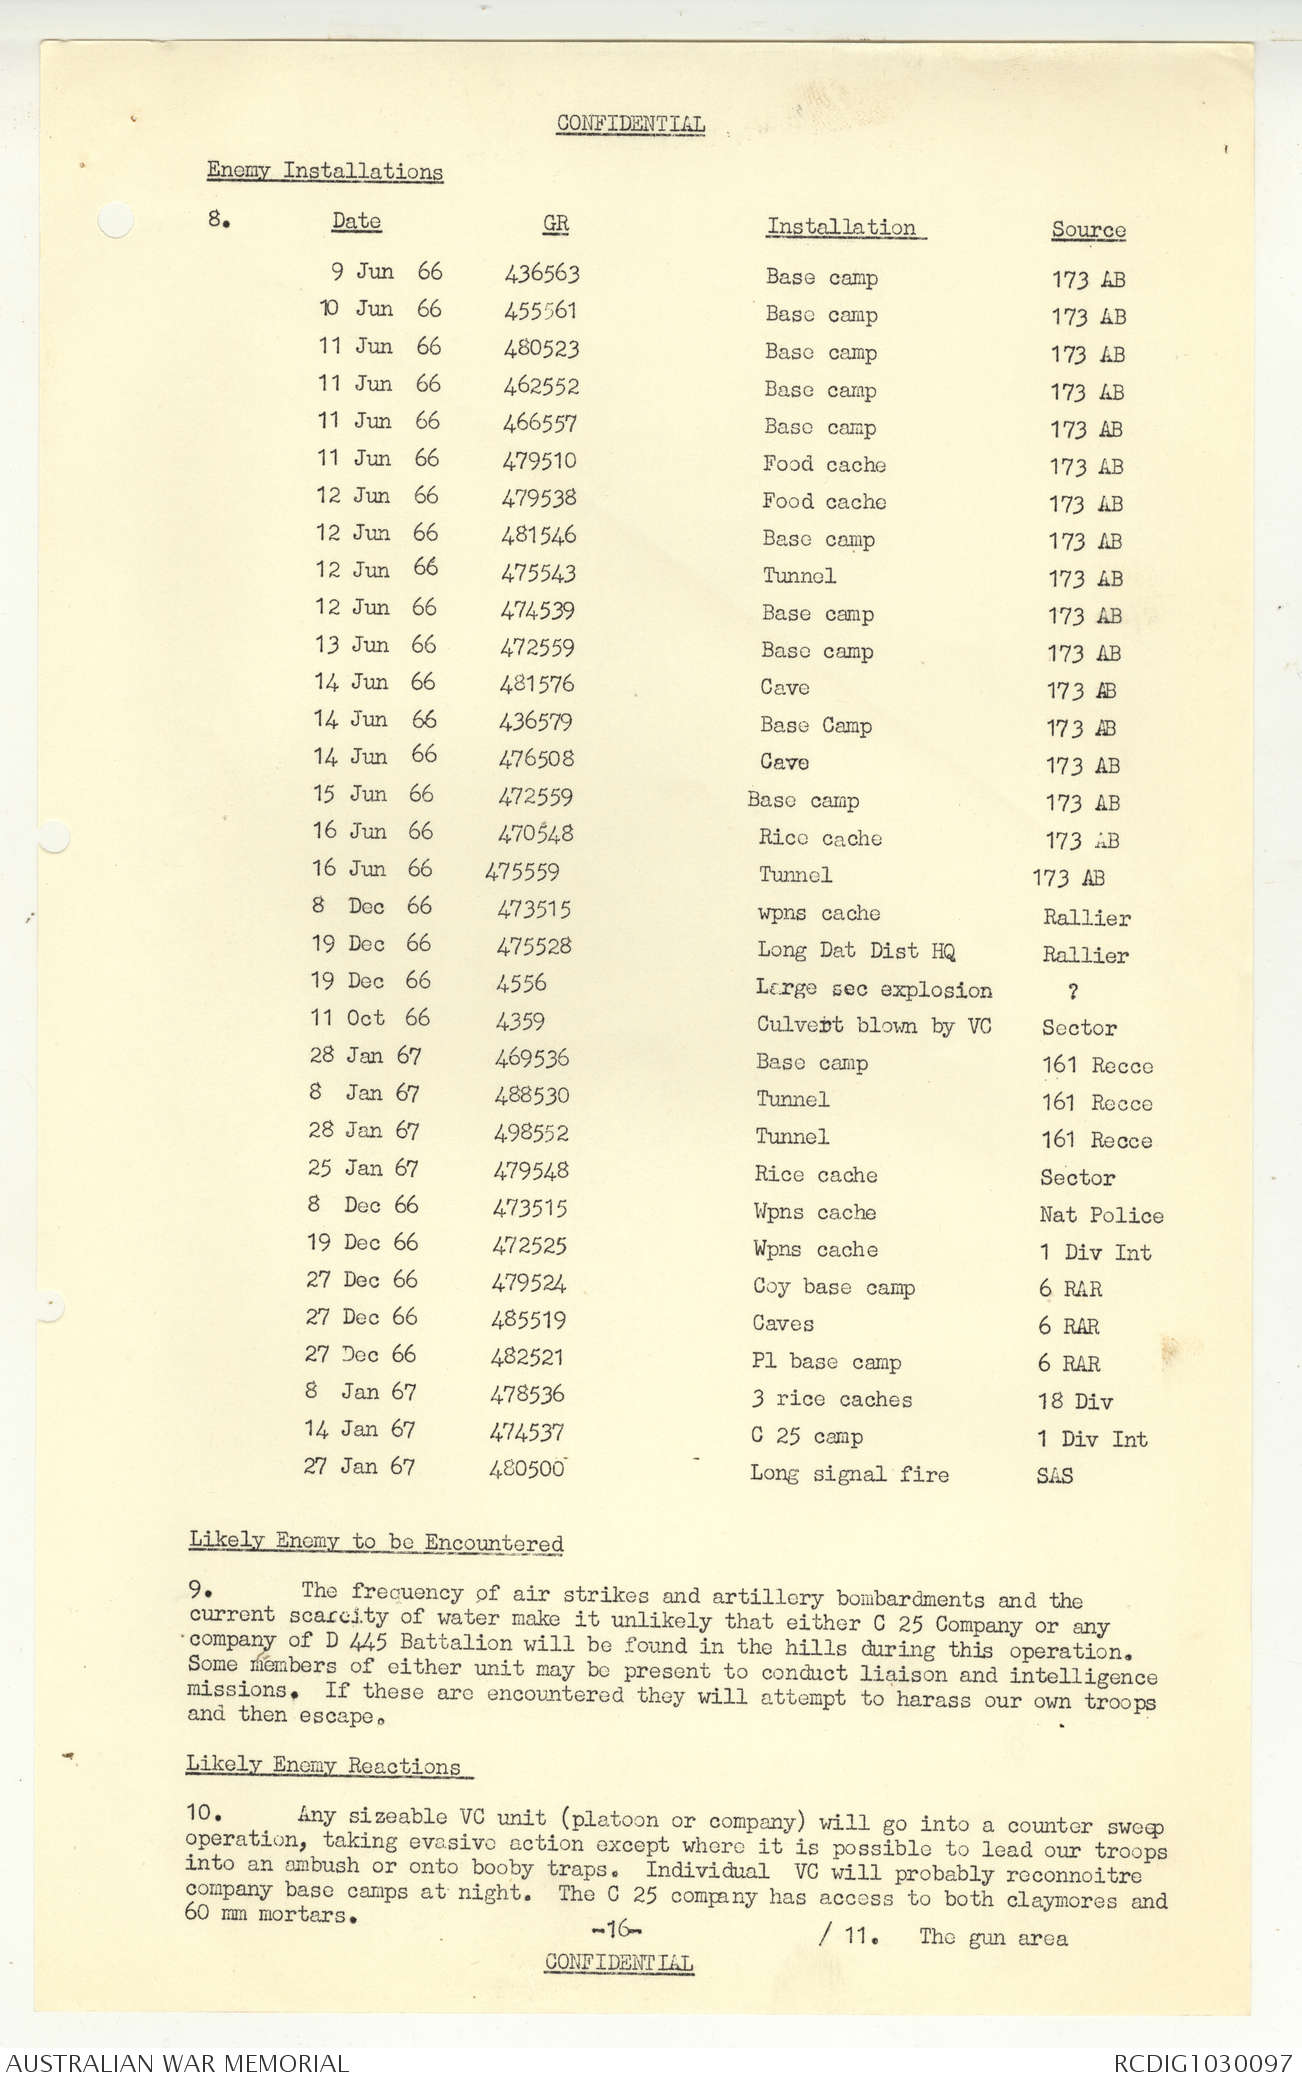 CONFIDENTIAL
Enemy Installations
8. Date GR Installation Source
9 Jun 66 436563 Base camp 173 AB
10 Jun 66 455561 Base camp 173 AB
11 Jun 66 480523 Base camp 173 AB
11 Jun 66 462552 Base camp 173 AB
11 Jun 66 466557 Base camp 173 AB
11 Jun 66 479510 Food cache 173 AB
12 Jun 66 479538 Food cache 173 AB
12 Jun 66 481546 Base camp 173 AB
12 Jun 66 475543 Tunnel 173 AB
12 Jun 66 474539 Base camp 173 AB
13 Jun 66 472559 Base camp 173 AB
14 Jun 66 481576 Cave 173 AB
14 Jun 66 436579 Base Camp 173 AB
14 Jun 66 476508 Cave 173 AB
15 Jun 66 472559 Base camp 173 AB
16 Jun 66 470548 Rice cache 173 AB
16 Jun 66 475559 Tunnel 173 AB
8 Dec 66 473515 wpns cache Rallier
19 Dec 66 475528 Long Dat Dist HQ Rallier
19 Dec 66 4556 Large sec explosion ?
11 Oct 66 4359 Culvert blown by VC Sector
28 Jan 67 469536 Base camp 161 Recce
8 Jan 67 488530 Tunnel 161 Recce
28 Jan 67 498552 Tunnel 161 Recce
25 Jan 67 479548 Rice cache Sector
8 Dec 66 473515 Wpns cache Nat Police
19 Dec 66 472525 Wpns cache 1 Div Int
27 Dec 66 479524 Coy base camp 6 RAR
27 Dec 66 485519 Caves 6 RAR
27 Dec 66 482521 Pl base camp 6 RAR
8 Jan 67 478536 3 rice caches 18 Div
14 Jan 67 474537 C 25 camp 1 Div Int
27 Jan 67 480500 - Long signal fire SAS
Likely Enemy to be Encountered
9. The frequency of air strikes and artillery bombardments and the
current scarcity of water make it unlikely that either C 25 Company or any
company of D 445 Battalion will be found in the hills during this operation.
Some members of either unit may be present to conduct liaison and intelligence
missions. If these are encountered they will attempt to harass our own troops
and then escape.
Likely Enemy Reactions
10. Any sizeable VC unit (platoon or company) will go into a counter sweep
operation, taking evasive action except where it is possible to lead our troops
into an ambush or onto booby traps. Individual VC will probably reconnoitre
company base camps at night. The C 25 company has access to both claymores and
60 mm mortars.
-16-
/ 11. The gun area
CONFIDENTIAL
AUSTRALIAN WAR MEMORIAL RCDIG1030097